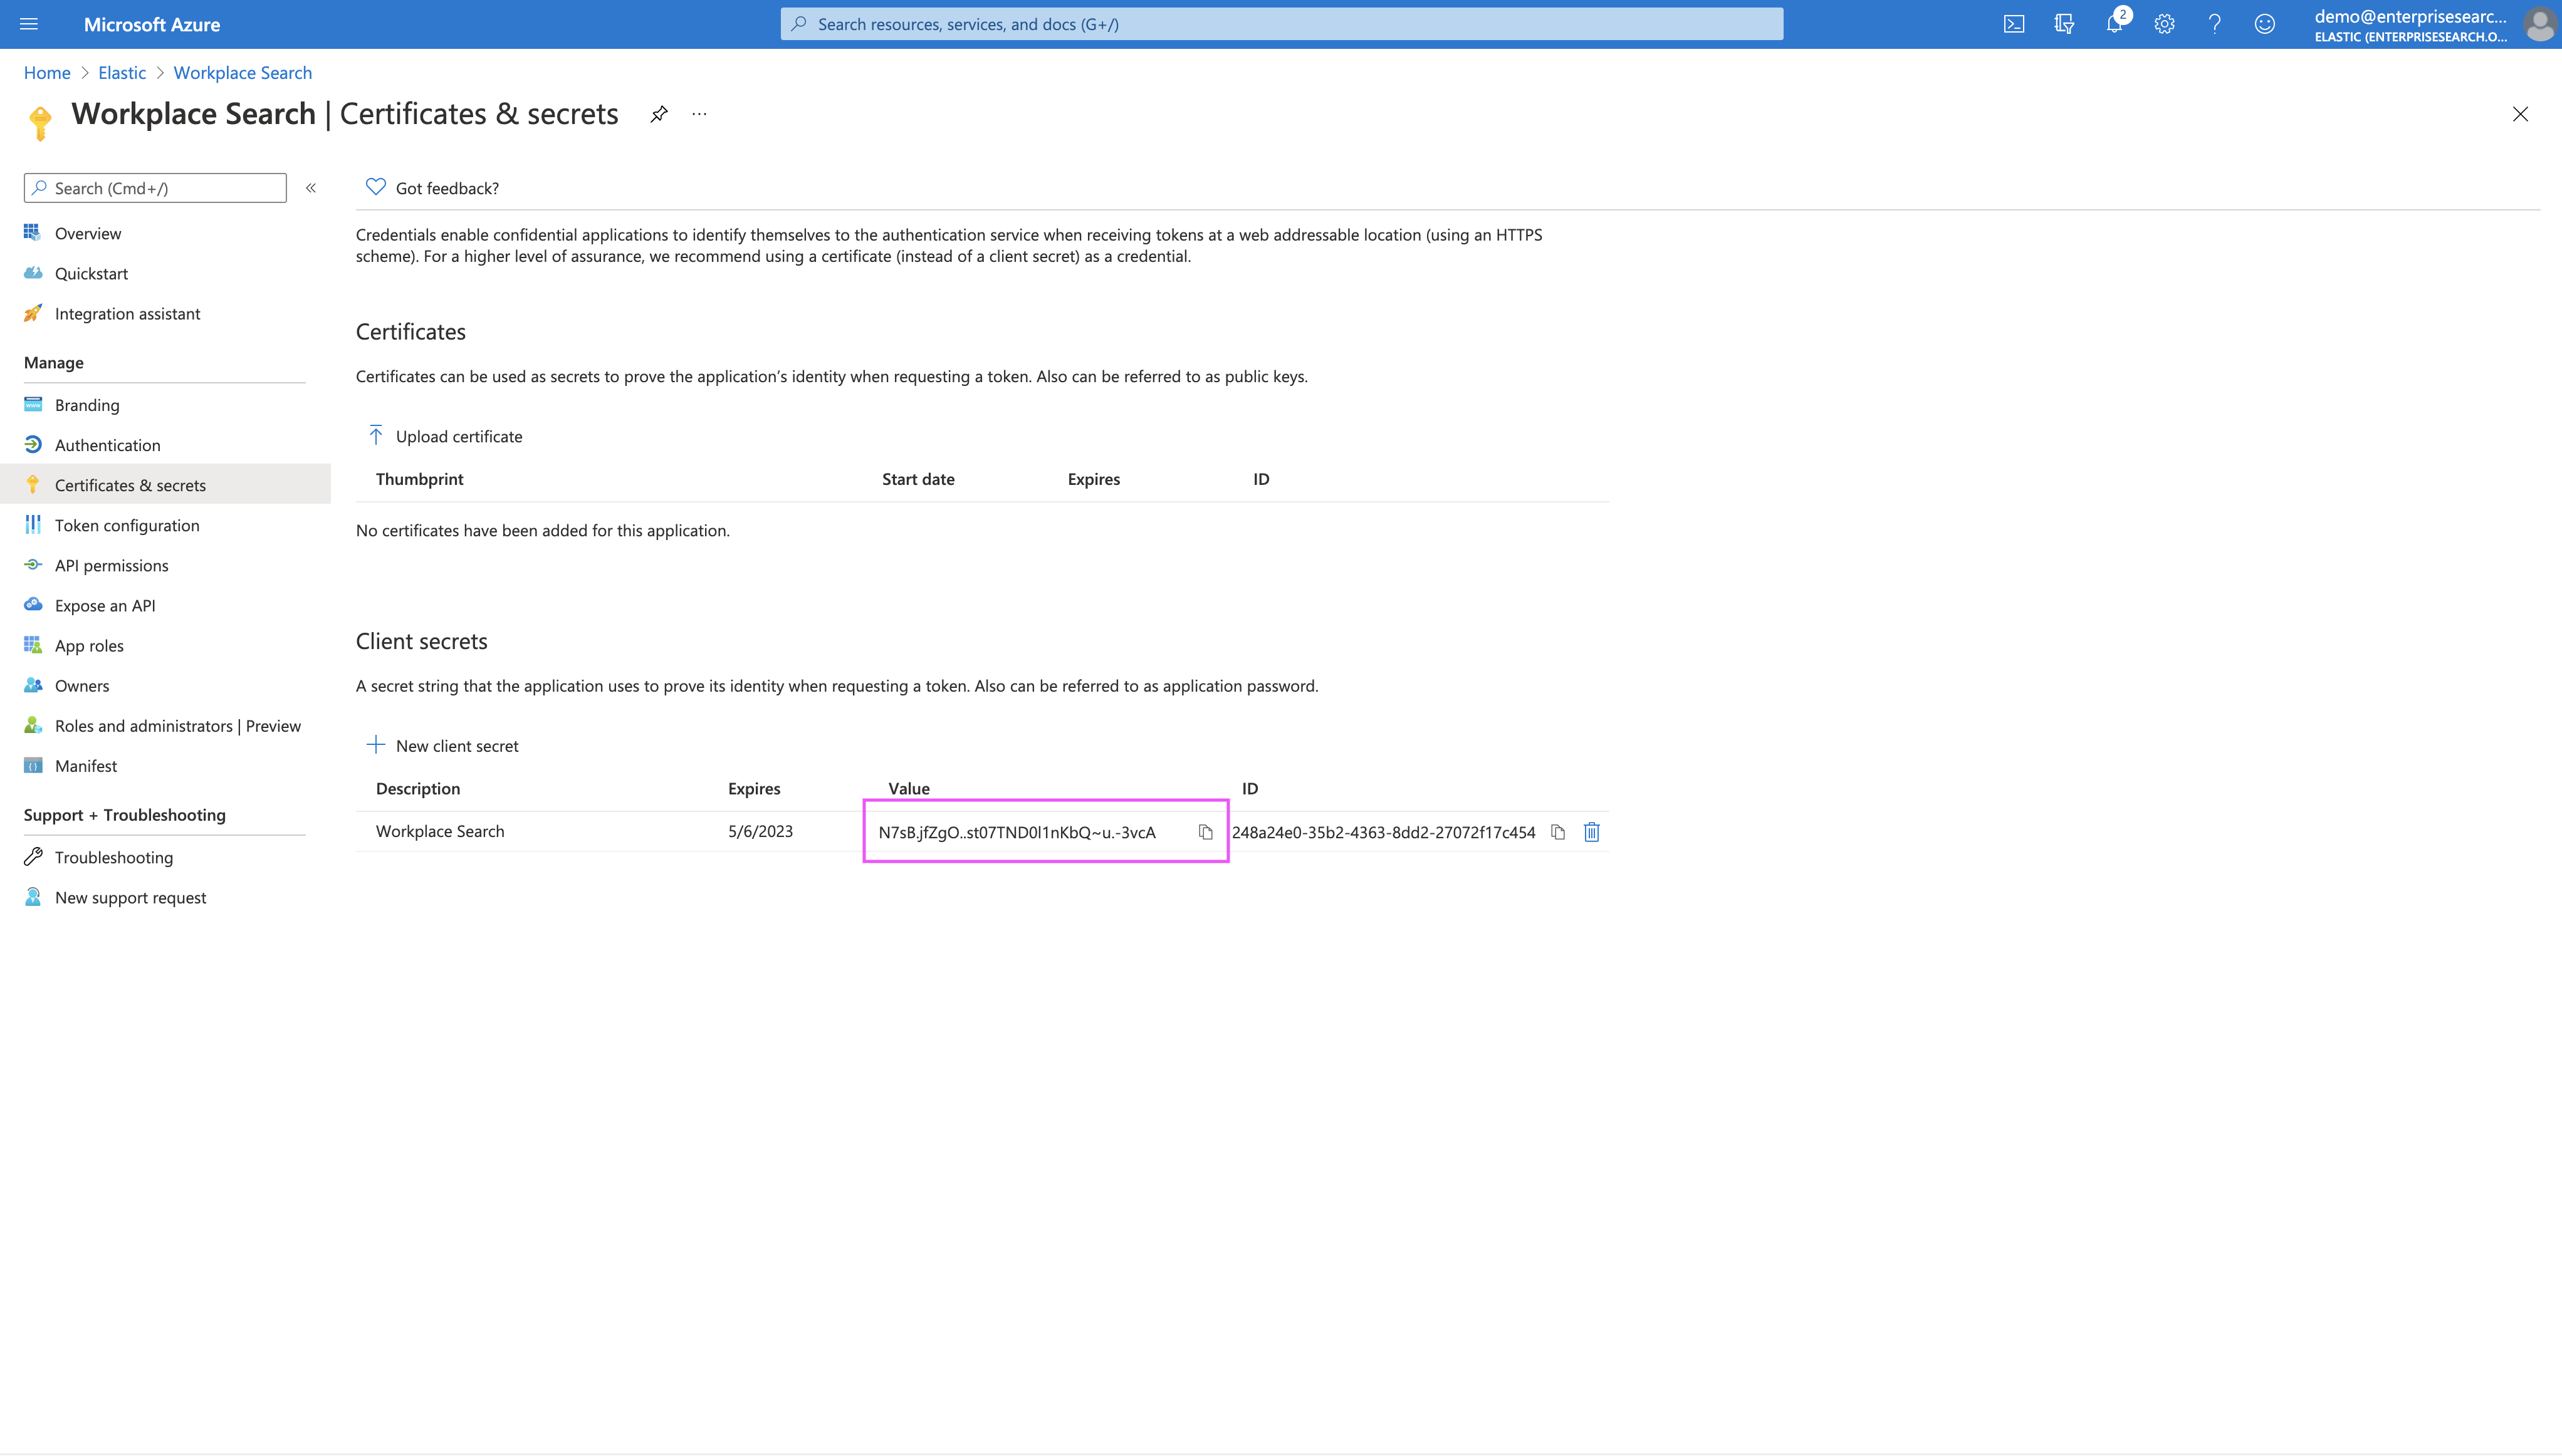 Microsoft Azure
Search resources, services, and docs (G+/)
2
demo@enterprisesearc...
ELASTIC (ENTERPRISESEARCH.O...
Home > Elastic > Workplace Search
Workplace Search | Certificates & secrets
...
Search (Cmd+/)
«
Got feedback?
Overview
Quickstart
Integration assistant
Manage
Branding
Authentication
Certificates & secrets
Token configuration
API permissions
Expose an API
App roles
Owners
Roles and administrators | Preview
Manifest
Support + Troubleshooting
Troubleshooting
New support request
Credentials enable confidential applications to identify themselves to the authentication service when receiving tokens at a web addressable location (using an HTTPS
scheme). For a higher level of assurance, we recommend using a certificate (instead of a client secret) as a credential.
Certificates
Certificates can be used as secrets to prove the application's identity when requesting a token. Also can be referred to as public keys.
Upload certificate
Thumbprint Start date Expires ID
No certificates have been added for this application.
Client secrets
A secret string that the application uses to prove its identity when requesting a token. Also can be referred to as application password.
New client secret
Description Expires Value ID
Workplace Search 5/6/2023 N7sB.jfZgO..st07TND0l1nKbQ~u.-3vcA 248a24e0-35b2-4363-8dd2-27072f17c454